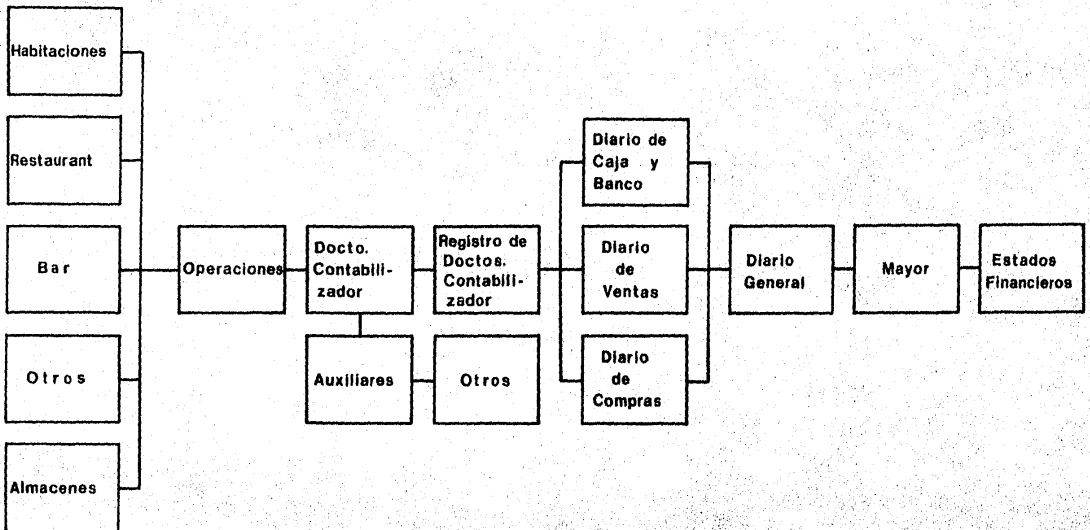 Habitaciones
Restaurant
Bar
Otros
Almacenes
Operaciones
Docto.
Contabili-
zador
Auxiliares
Registro de
Doctos.
Contabili-
zador
Otros
Diario de
Caja y
Banco
Diario
de
Ventas
Diario
de
Compras
Diario
General
Mayor
Estados
Financieros